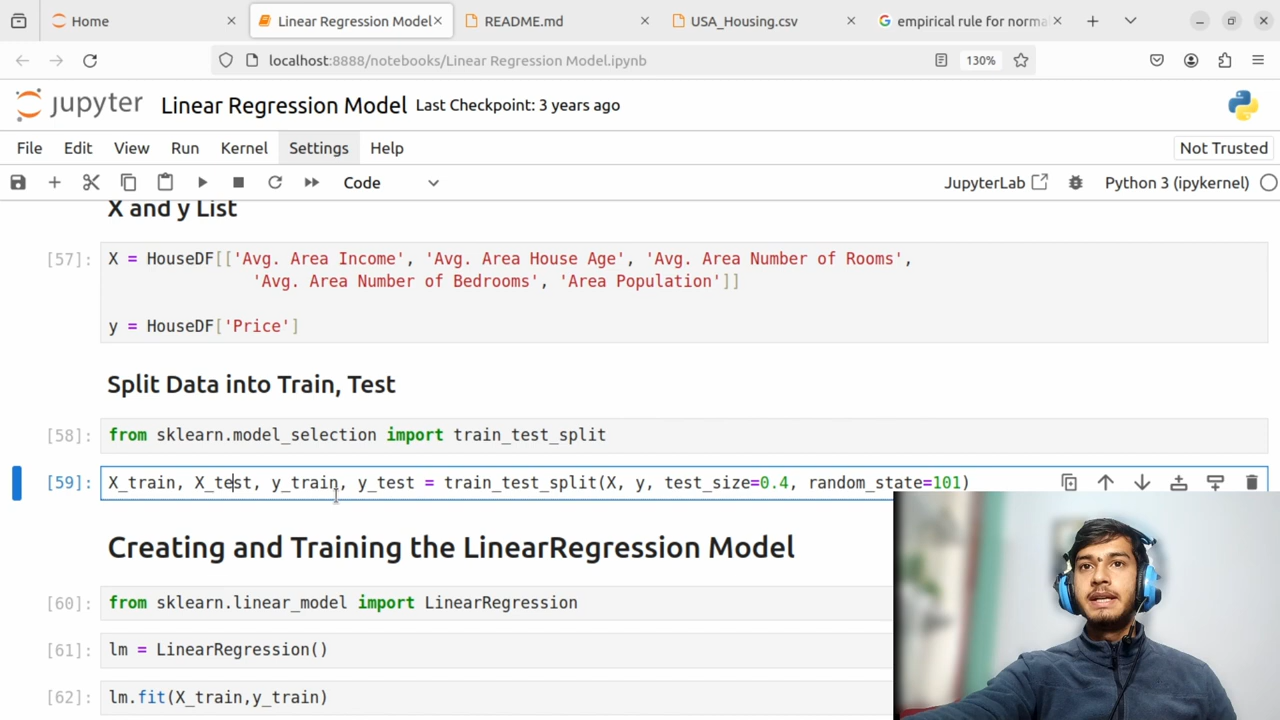 Home
Linear Regression Model
README.md
USA_Housing.csv
empirical rule for norma
localhost:8888/notebooks/Linear Regression Model.ipynb
130%
jupyter Linear Regression Model Last Checkpoint: 3 years ago
File Edit View Run Kernel Settings Help Not Trusted
Code JupyterLab Python 3 (ipykernel)
X and y List
[57]: X = HouseDF[['Avg. Area Income', 'Avg. Area House Age', 'Avg. Area Number of Rooms',
'Avg. Area Number of Bedrooms', 'Area Population']]
y = HouseDF['Price']
Split Data into Train, Test
[58]: from sklearn.model_selection import train_test_split
[59]: X_train, X_test, y_train, y_test = train_test_split(X, y, test_size=0.4, random_state=101)
Creating and Training the LinearRegression Model
[60]: from sklearn.linear_model import LinearRegression
[61]: lm = LinearRegression()
[62]: lm.fit(X_train,y_train)